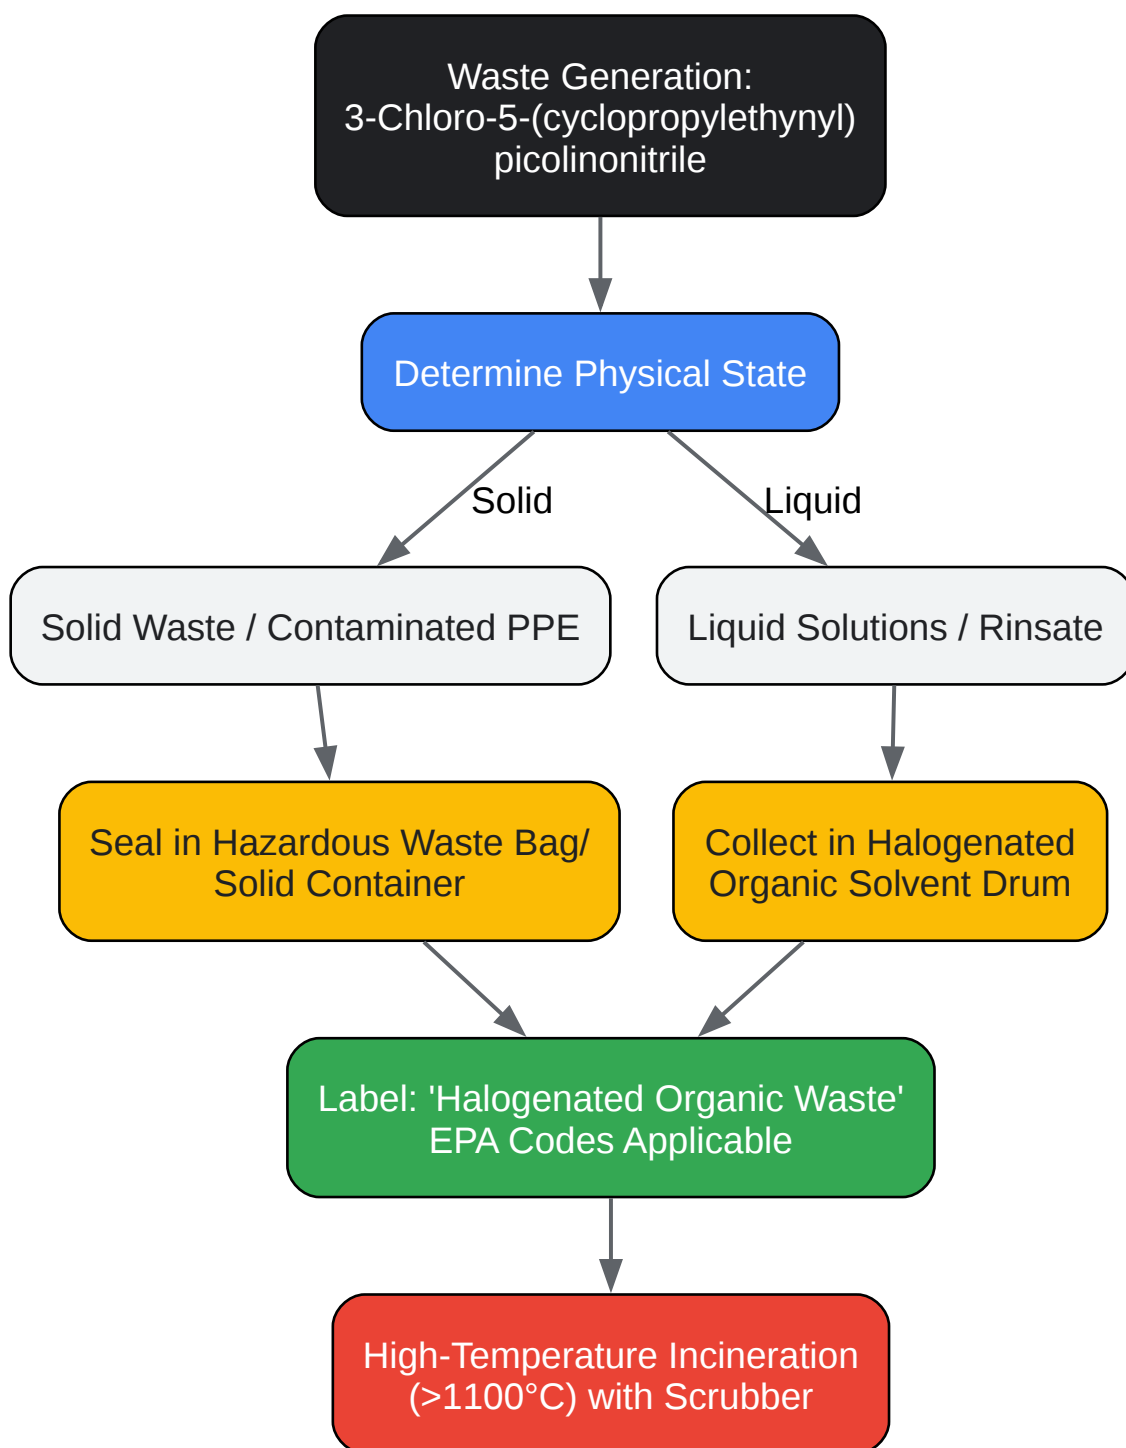 Waste Generation:
3-Chloro-5-(cyclopropylethynyl)
picolinonitrile
Determine Physical State
Solid
Liquid
Solid Waste / Contaminated PPE
Liquid Solutions / Rinsate
Seal in Hazardous Waste Bag/
Solid Container
Collect in Halogenated
Organic Solvent Drum
Label: 'Halogenated Organic Waste'
EPA Codes Applicable
High-Temperature Incineration
(>1100°C) with Scrubber